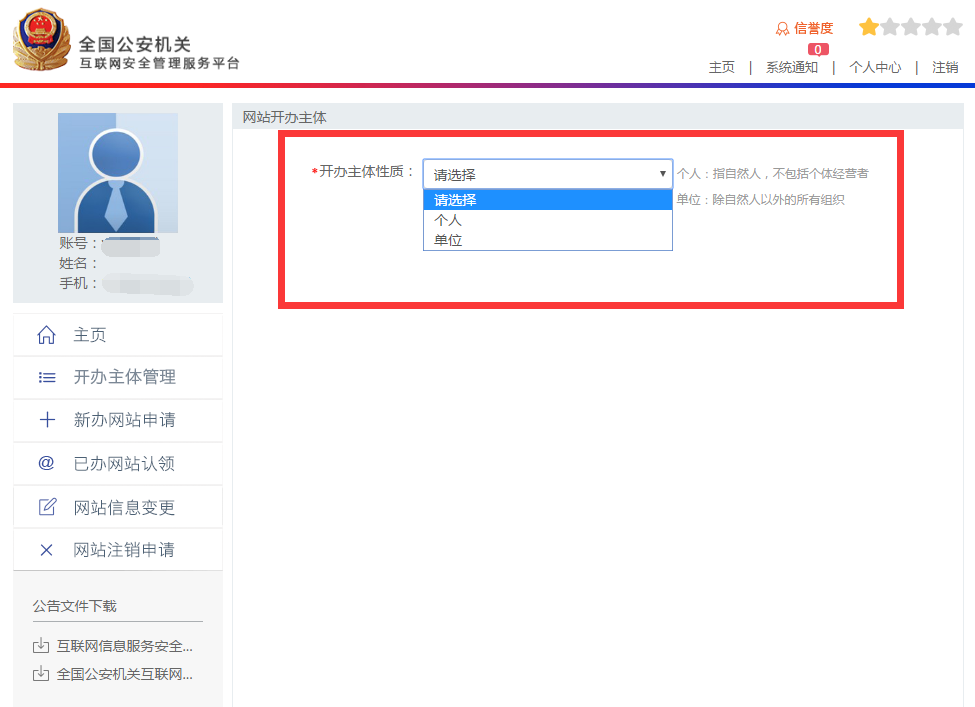 全国公安机关
互联网安全管理服务平台
信誉度
0
主页 | 系统通知 | 个人中心 | 注销
账号：
姓名：
手机：
主页
开办主体管理
新办网站申请
已办网站认领
网站信息变更
网站注销申请
公告文件下载
互联网信息服务安全...
全国公安机关互联网...
网站开办主体
*开办主体性质： 请选择 ▼ 个人：指自然人，不包括个体经营者
单位：除自然人以外的所有组织
请选择
个人
单位